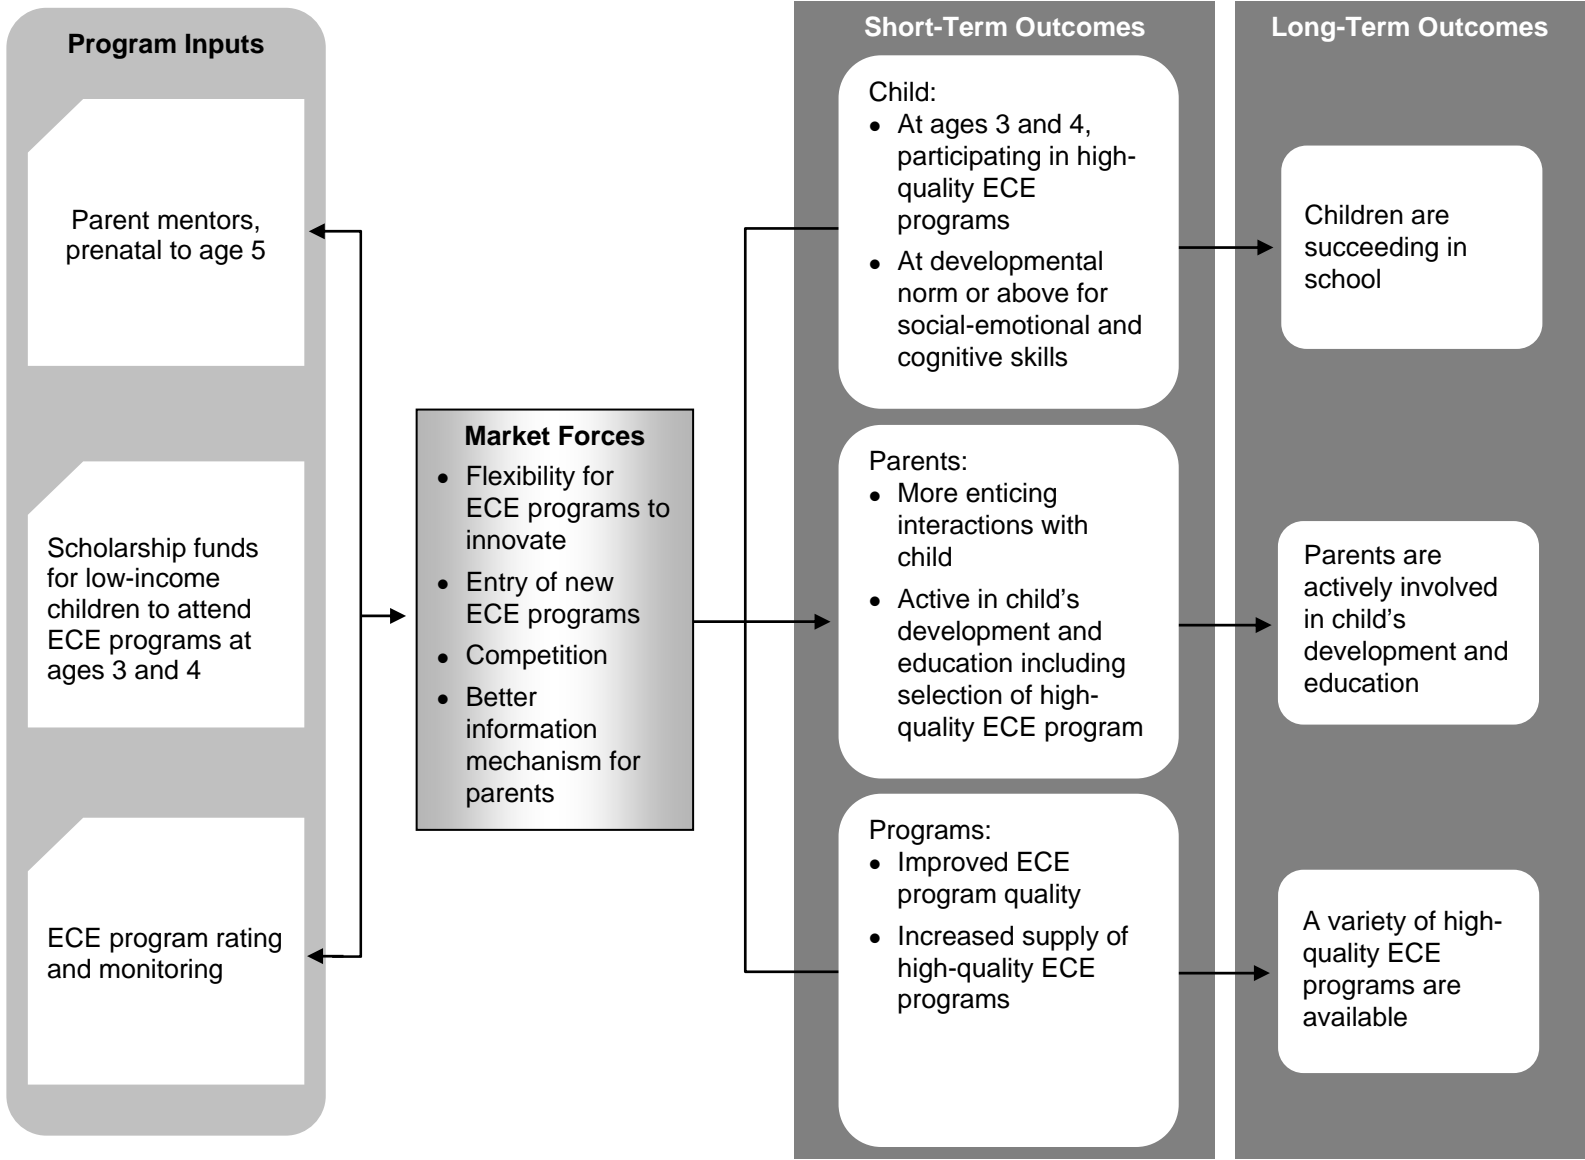 Program Inputs
Parent mentors,
prenatal to age 5
Scholarship funds
for low-income
children to attend
ECE programs at
ages 3 and 4
ECE program rating
and monitoring
Market Forces
• Flexibility for
ECE programs to
innovate
• Entry of new
ECE programs
• Competition
• Better
information
mechanism for
parents
Short-Term Outcomes
Child:
• At ages 3 and 4,
participating in high-
quality ECE
programs
• At developmental
norm or above for
social-emotional and
cognitive skills
Parents:
• More enticing
interactions with
child
• Active in child’s
development and
education including
selection of high-
quality ECE program
Programs:
• Improved ECE
program quality
• Increased supply of
high-quality ECE
programs
Long-Term Outcomes
Children are
succeeding in
school
Parents are
actively involved
in child’s
development and
education
A variety of high-
quality ECE
programs are
available